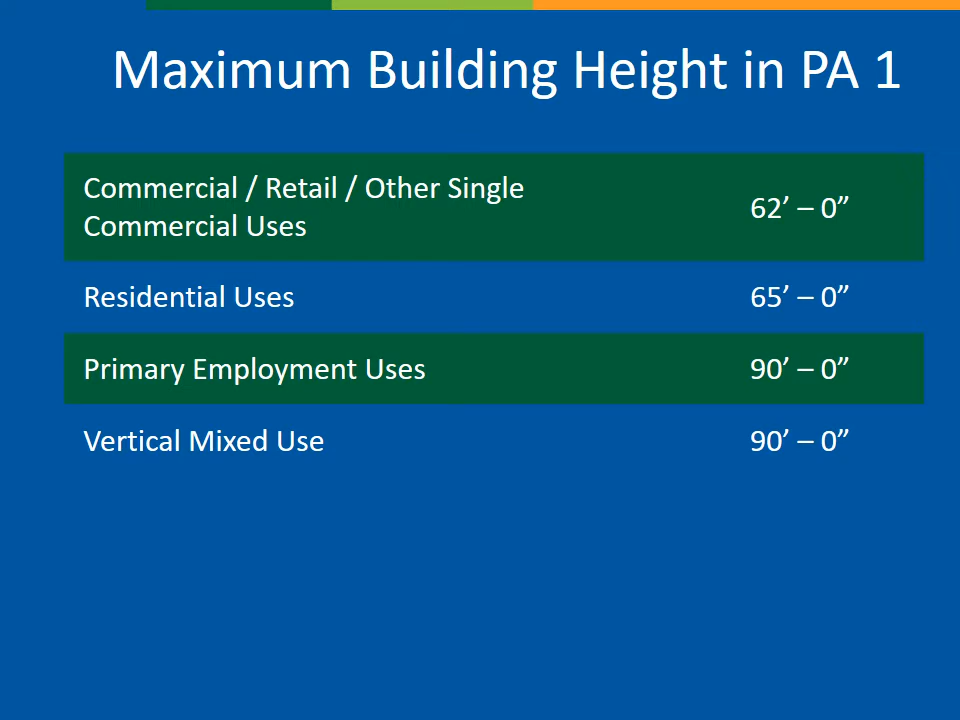 Maximum Building Height in PA 1
Commercial / Retail / Other Single
Commercial Uses
62’ – 0”
Residential Uses 65’ – 0”
Primary Employment Uses 90’ – 0”
Vertical Mixed Use 90’ – 0”